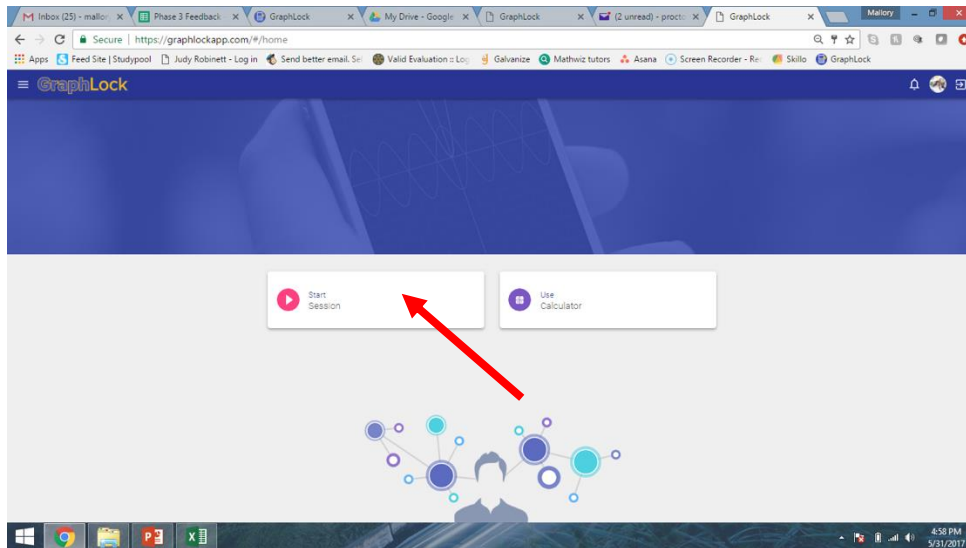 Inbox (25) - mallory
Phase 3 Feedback
GraphLock
My Drive - Google
GraphLock
(2 unread) - procto
GraphLock
Mallory
Secure | https://graphlockapp.com/#/home
Apps
Feed Site | Studypool
Judy Robinett - Log in
Send better email. Se
Valid Evaluation :: Log
Galvanize
Mathwiz tutors
Asana
Screen Recorder - Re
Skillo
GraphLock
GraphLock
Start
Session
Use
Calculator
4:58 PM
5/31/2017